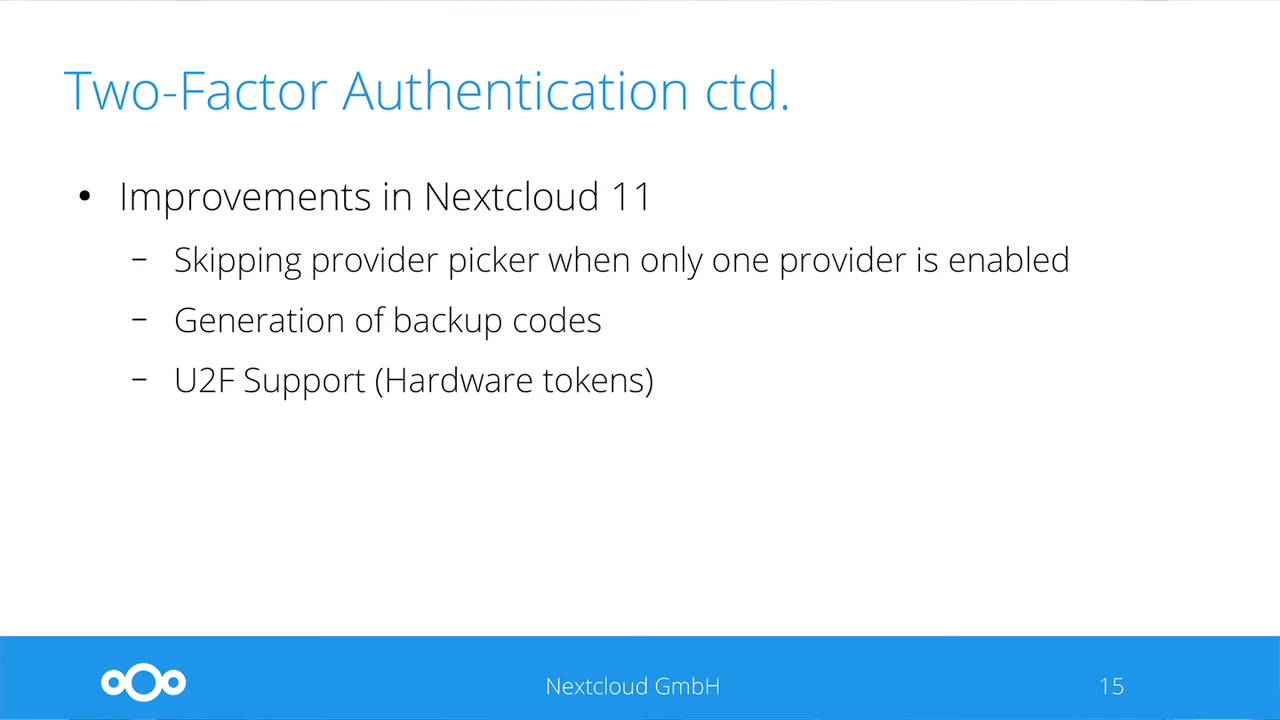 Two-Factor Authentication ctd.
• Improvements in Nextcloud 11
– Skipping provider picker when only one provider is enabled
– Generation of backup codes
– U2F Support (Hardware tokens)
Nextcloud GmbH
15